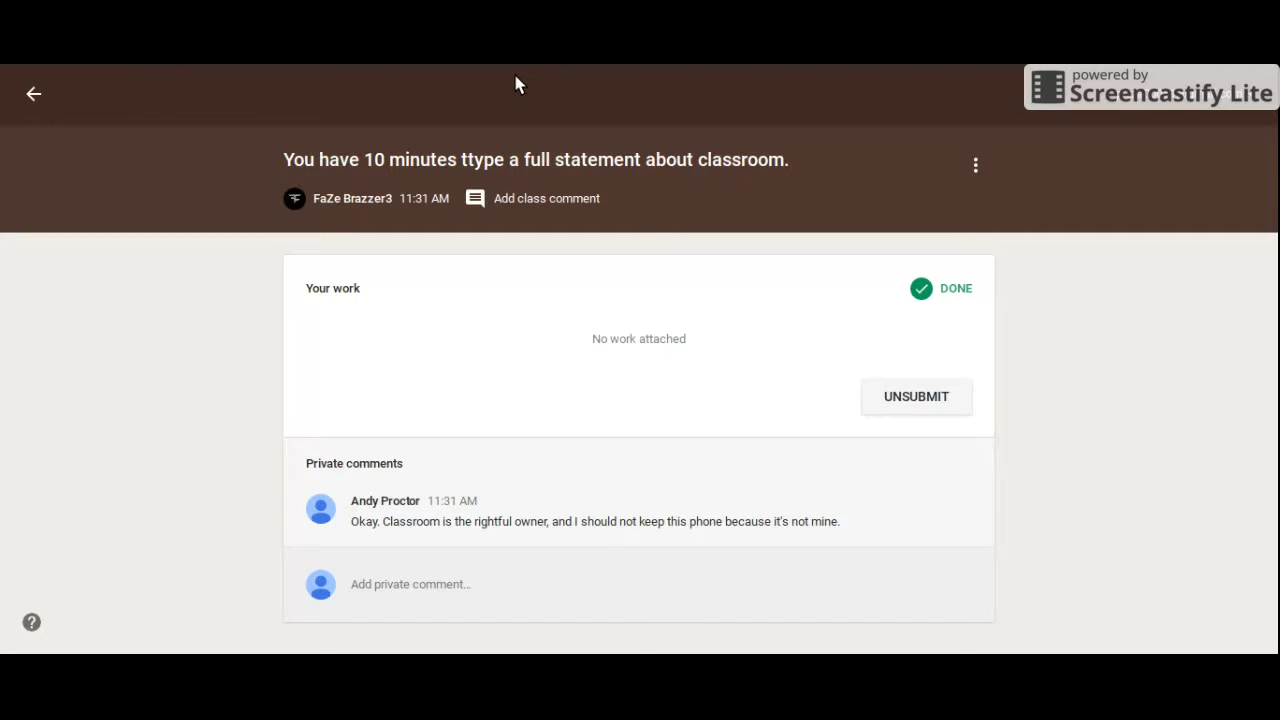 powered by
Screencastify Lite
You have 10 minutes ttype a full statement about classroom.
FaZe Brazzer3 11:31 AM Add class comment
Your work DONE
No work attached
UNSUBMIT
Private comments
Andy Proctor 11:31 AM
Okay. Classroom is the rightful owner, and I should not keep this phone because it's not mine.
Add private comment...
?